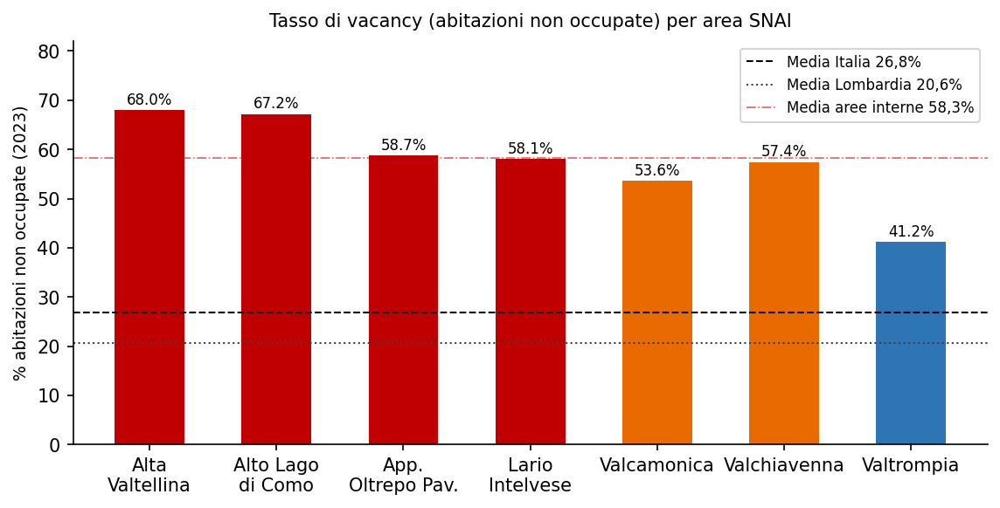 Tasso di vacancy (abitazioni non occupate) per area SNAI
% abitazioni non occupate (2023)
80
70
60
50
40
30
20
10
0
Media Italia 26,8%
Media Lombardia 20,6%
Media aree interne 58,3%
68.0%
67.2%
58.7%
58.1%
53.6%
57.4%
41.2%
Alta
Valtellina
Alto Lago
di Como
App.
Oltrepo Pav.
Lario
Intelvese
Valcamonica
Valchiavenna
Valtrompia